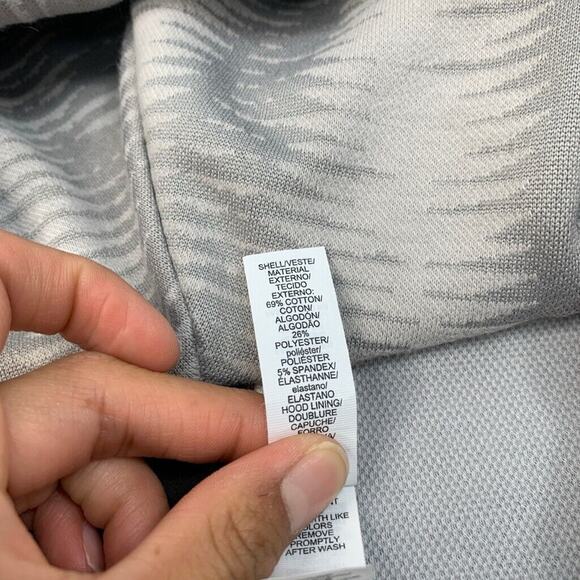 SHELL/VESTE/
MATERIAL
EXTERNO/
TECIDO
EXTERNO:
69% COTTON/
COTON/
ALGODÓN/
ALGODÃO
26%
POLYESTER/
poliéster/
POLIÉSTER
5% SPANDEX/
ÉLASTHANNE/
elastano/
ELASTANO
HOOD LINING/
DOUBLURE
CAPUCHE/
FORRO
WITH LIKE
COLORS
REMOVE
PROMPTLY
AFTER WASH